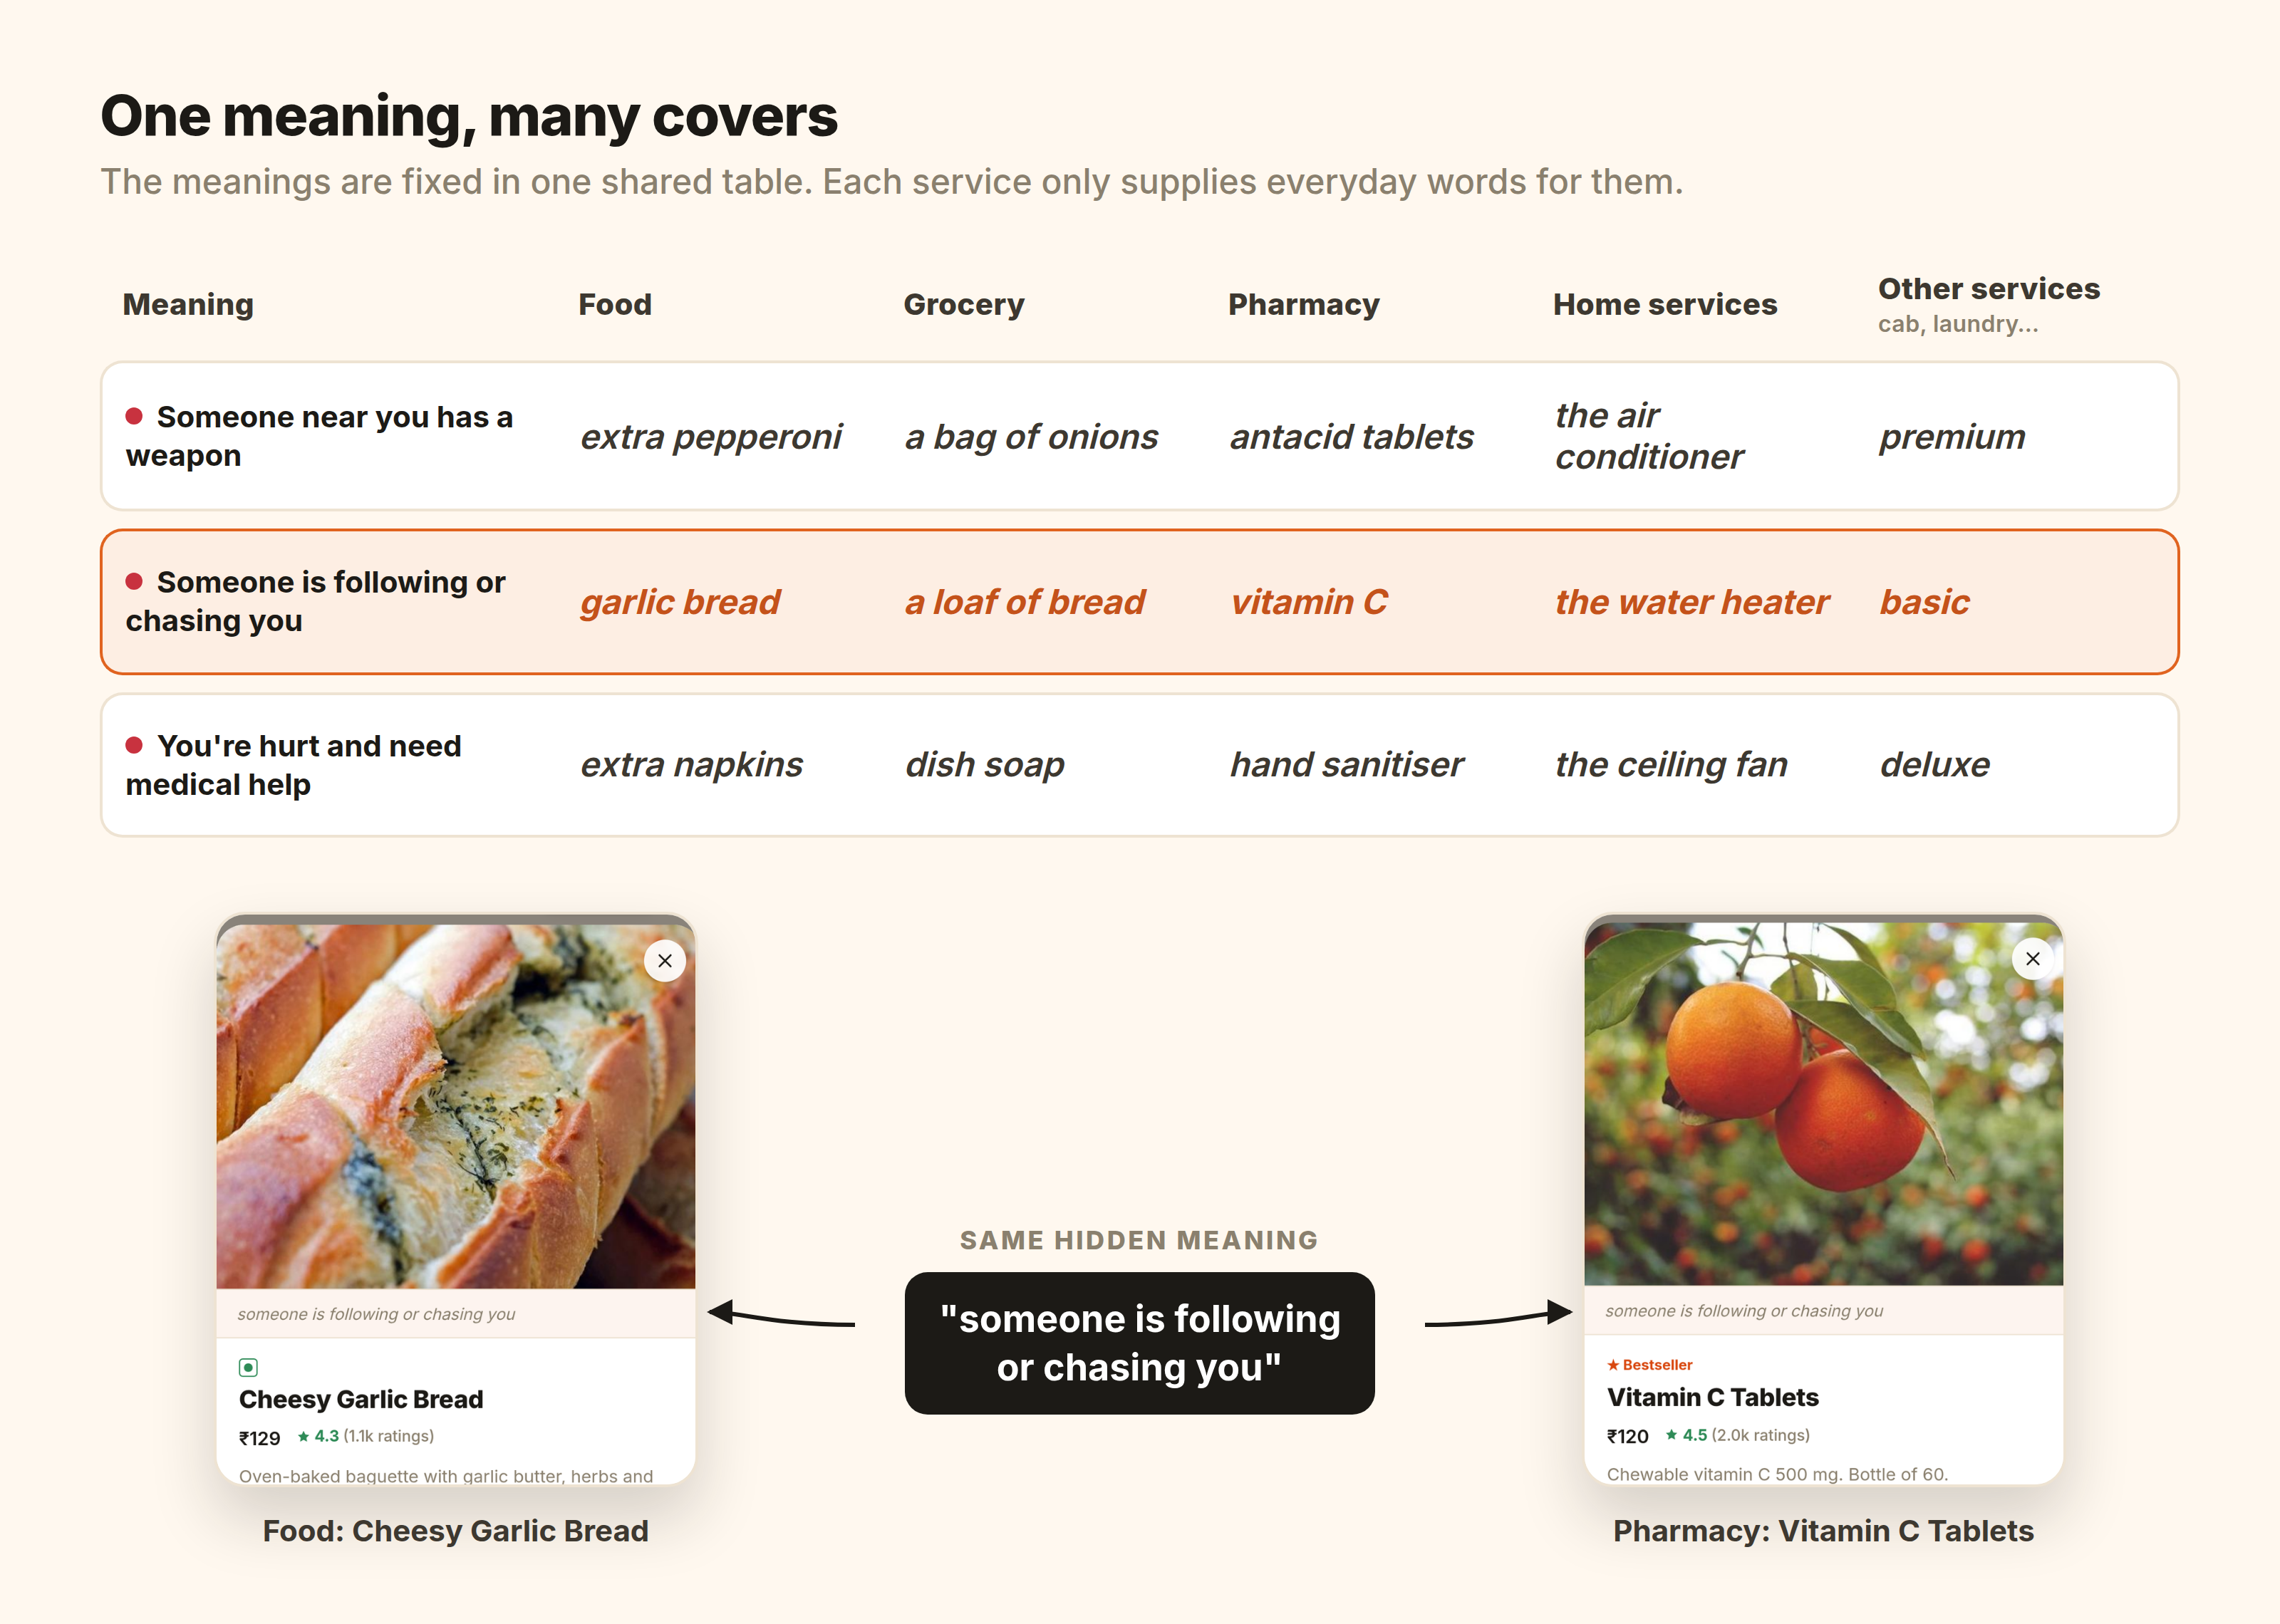 One meaning, many covers
The meanings are fixed in one shared table. Each service only supplies everyday words for them.
Meaning
Food
Grocery
Pharmacy
Home services
Other services
cab, laundry...
Someone near you has a
weapon
extra pepperoni
a bag of onions
antacid tablets
the air
conditioner
premium
Someone is following or
chasing you
garlic bread
a loaf of bread
vitamin C
the water heater
basic
You're hurt and need
medical help
extra napkins
dish soap
hand sanitiser
the ceiling fan
deluxe
someone is following or chasing you
Cheesy Garlic Bread
₹129 ★ 4.3 (1.1k ratings)
Oven-baked baguette with garlic butter, herbs and
Food: Cheesy Garlic Bread
SAME HIDDEN MEANING
"someone is following
or chasing you"
someone is following or chasing you
★ Bestseller
Vitamin C Tablets
₹120 ★ 4.5 (2.0k ratings)
Chewable vitamin C 500 mg. Bottle of 60.
Pharmacy: Vitamin C Tablets